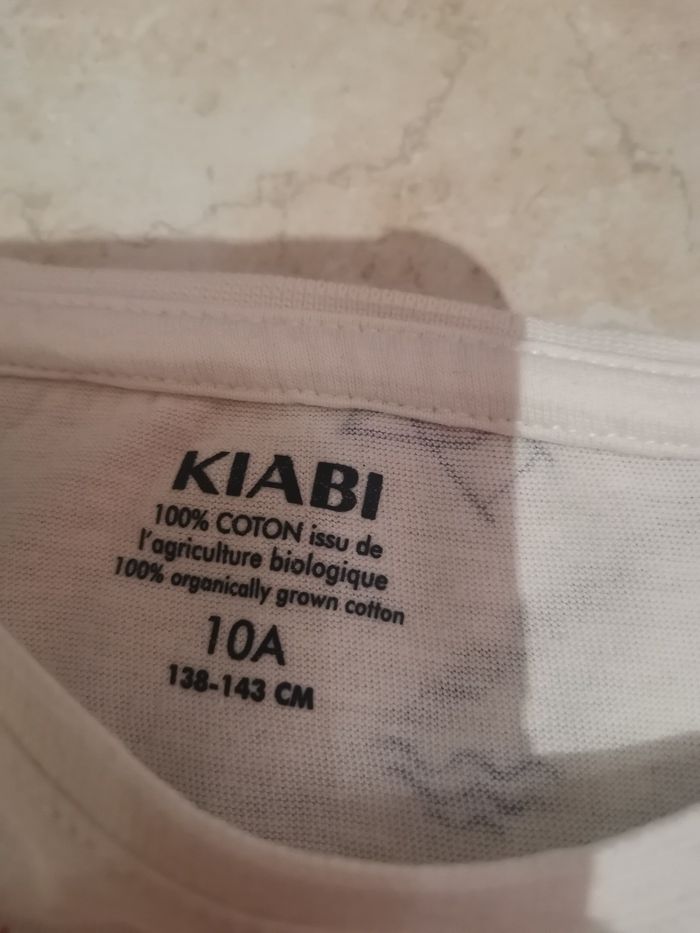 KIABI
100% COTON issu de
l'agriculture biologique
100% organically grown cotton
10A
138-143 CM